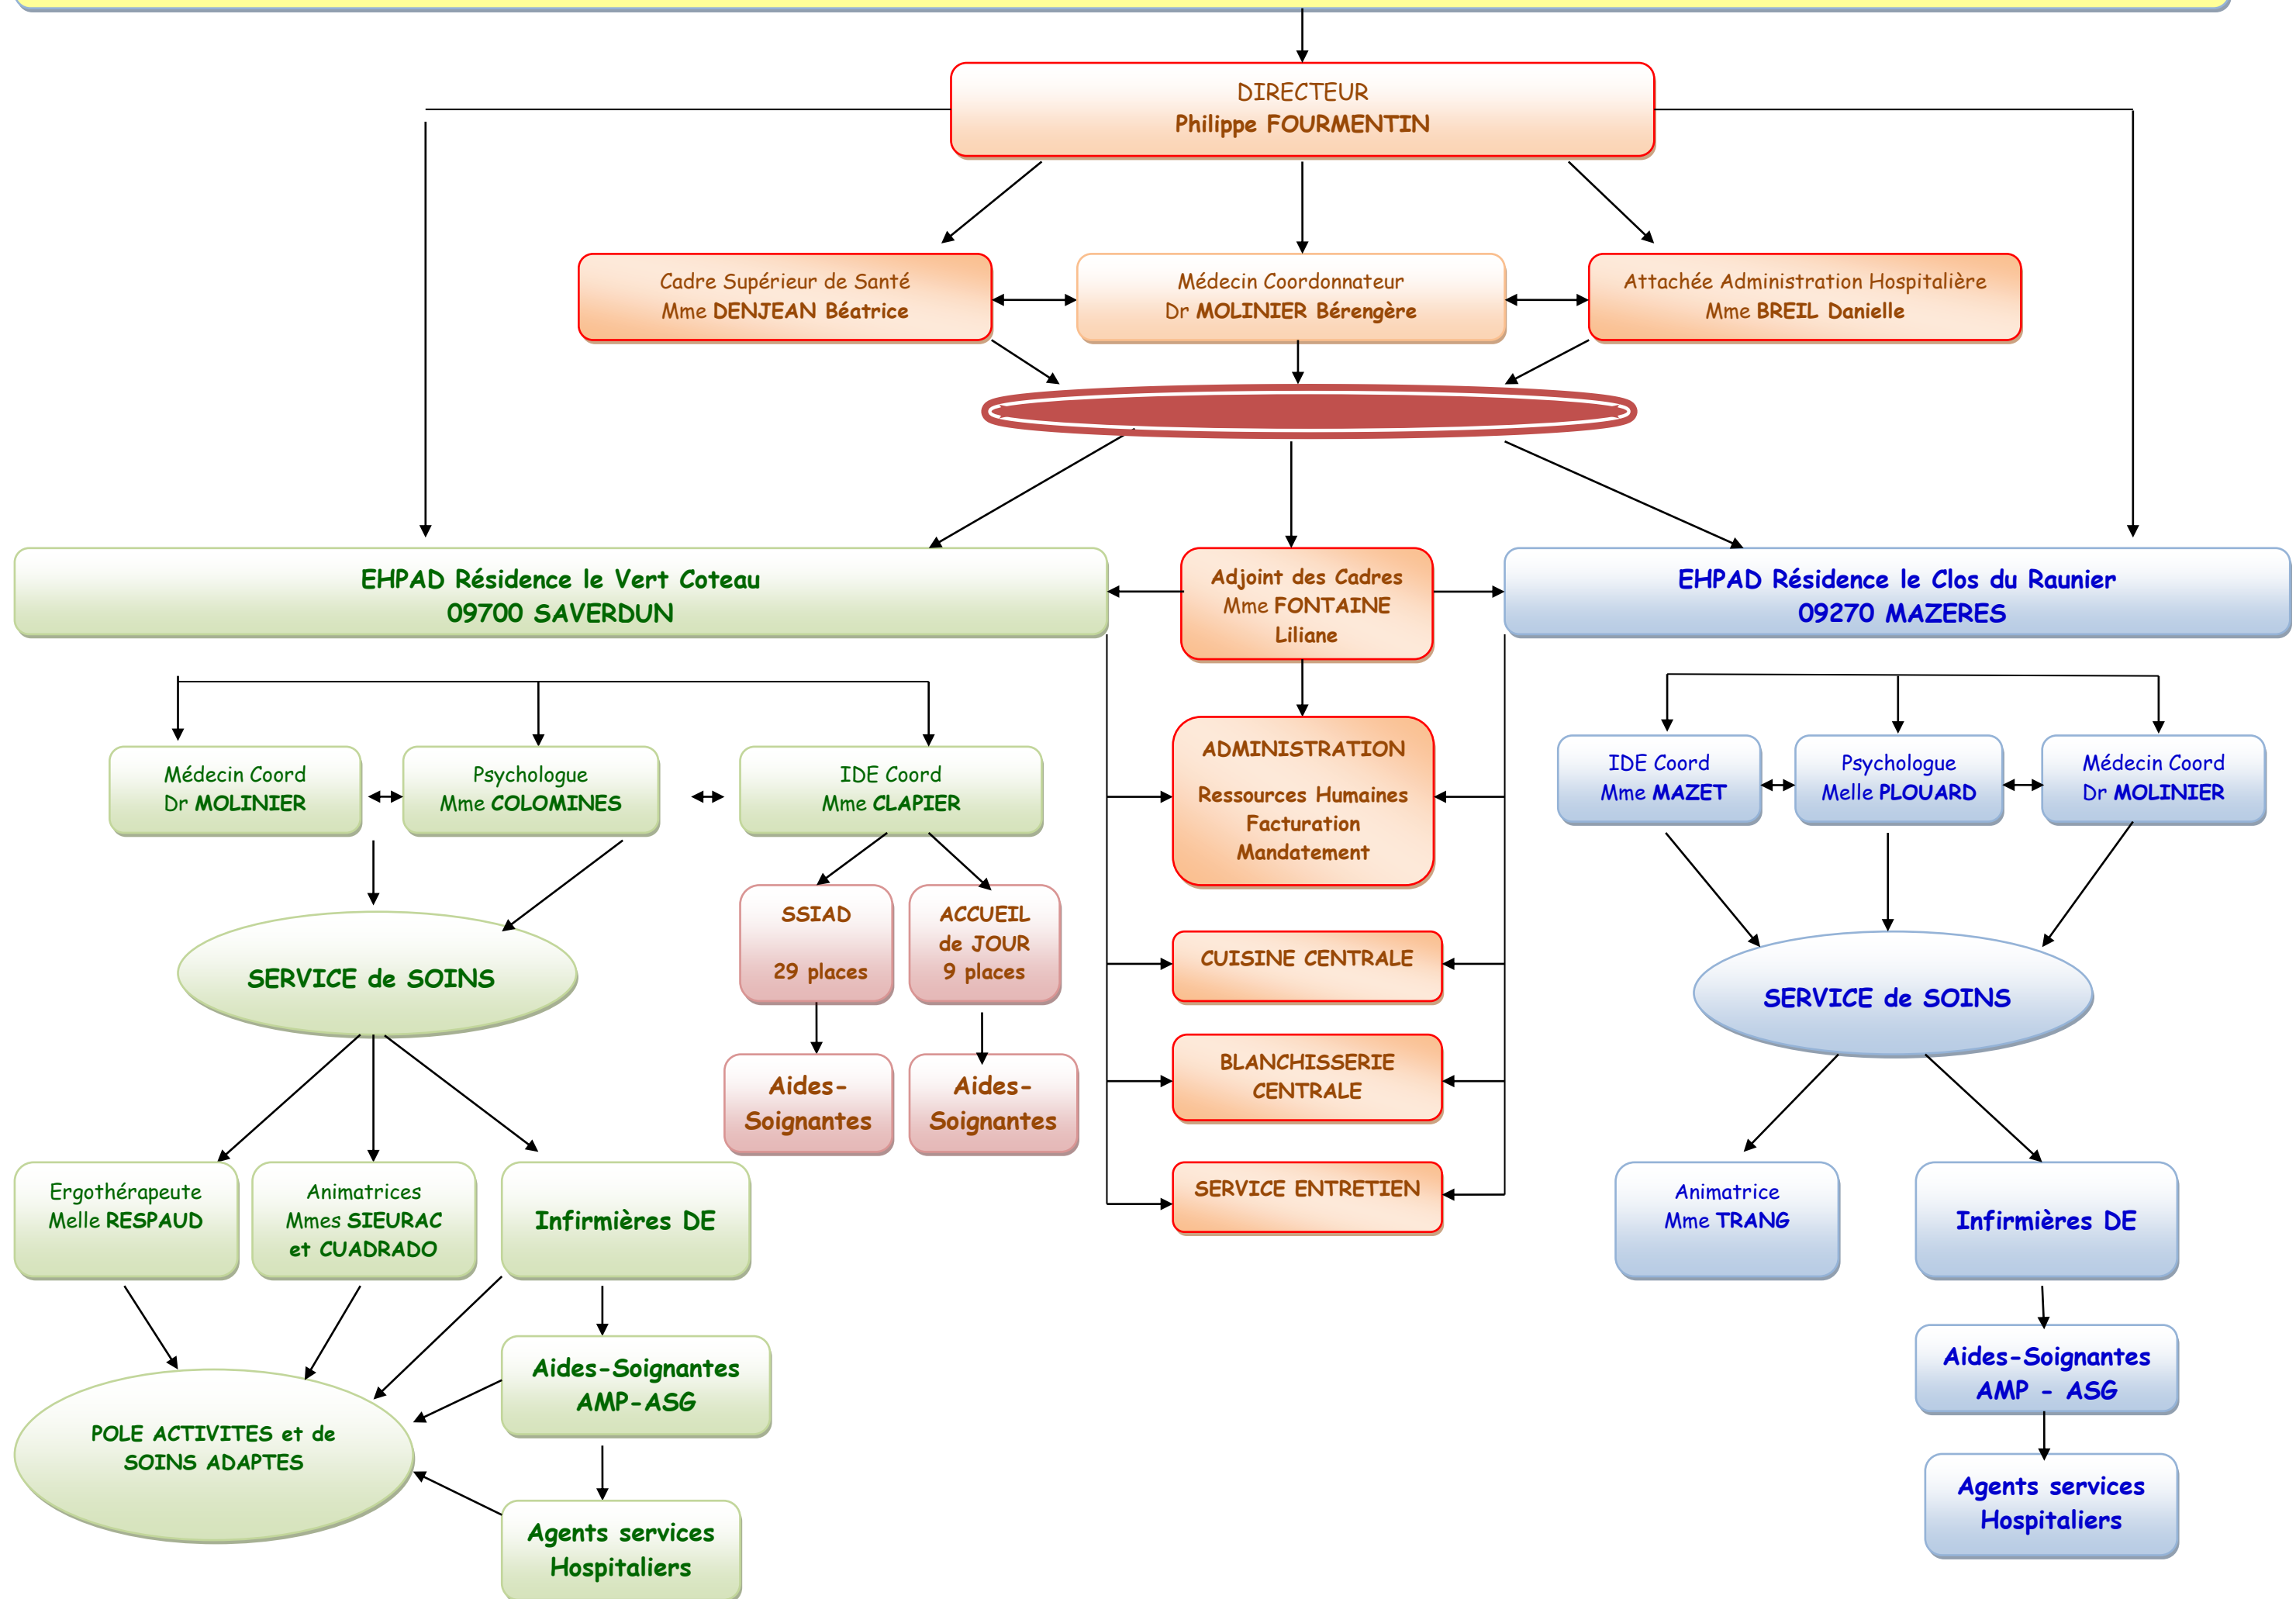 DIRECTEUR
Philippe FOURMENTIN
Cadre Supérieur de Santé
Mme DENJEAN Béatrice
Médecin Coordonnateur
Dr MOLINIER Bérengère
Attachée Administration Hospitalière
Mme BREIL Danielle
EHPAD Résidence le Vert Coteau
09700 SAVERDUN
Adjoint des Cadres
Mme FONTAINE
Liliane
EHPAD Résidence le Clos du Raunier
09270 MAZERES
Médecin Coord
Dr MOLINIER
Psychologue
Mme COLOMINES
IDE Coord
Mme CLAPIER
ADMINISTRATION
Ressources Humaines
Facturation
Mandatement
IDE Coord
Mme MAZET
Psychologue
Melle PLOUARD
Médecin Coord
Dr MOLINIER
SSIAD
29 places
ACCUEIL
de JOUR
9 places
SERVICE de SOINS
CUISINE CENTRALE
SERVICE de SOINS
Aides-
Soignantes
Aides-
Soignantes
BLANCHISSERIE
CENTRALE
Ergothérapeute
Melle RESPAUD
Animatrices
Mmes SIEURAC
et CUADRADO
Infirmières DE
SERVICE ENTRETIEN
Animatrice
Mme TRANG
Infirmières DE
Aides-Soignantes
AMP-ASG
Aides-Soignantes
AMP - ASG
POLE ACTIVITES et de
SOINS ADAPTES
Agents services
Hospitaliers
Agents services
Hospitaliers